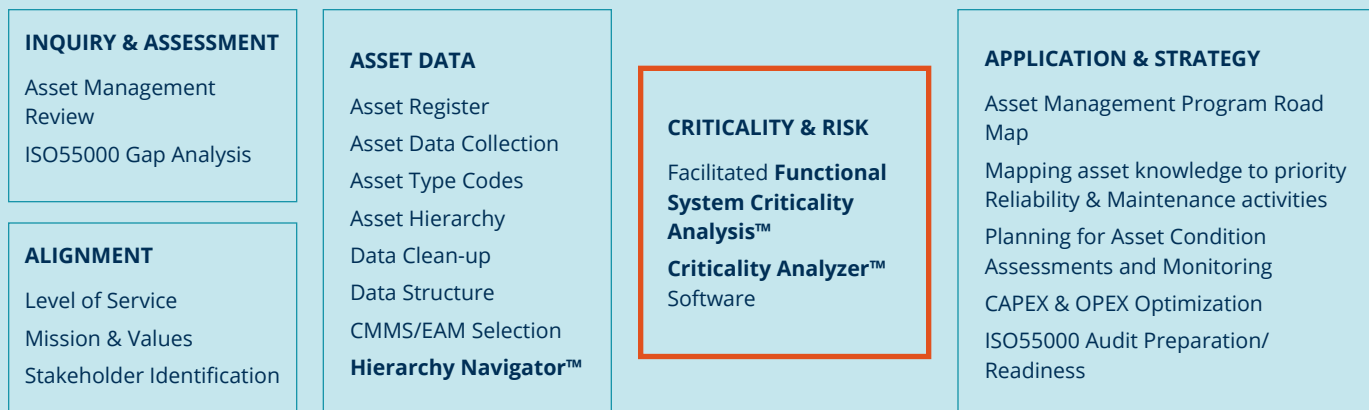 INQUIRY & ASSESSMENT
Asset Management
Review
ISO55000 Gap Analysis
ALIGNMENT
Level of Service
Mission & Values
Stakeholder Identification
ASSET DATA
Asset Register
Asset Data Collection
Asset Type Codes
Asset Hierarchy
Data Clean-up
Data Structure
CMMS/EAM Selection
Hierarchy Navigator™
CRITICALITY & RISK
Facilitated Functional
System Criticality
Analysis™
Criticality Analyzer™
Software
APPLICATION & STRATEGY
Asset Management Program Road
Map
Mapping asset knowledge to priority
Reliability & Maintenance activities
Planning for Asset Condition
Assessments and Monitoring
CAPEX & OPEX Optimization
ISO55000 Audit Preparation/
Readiness